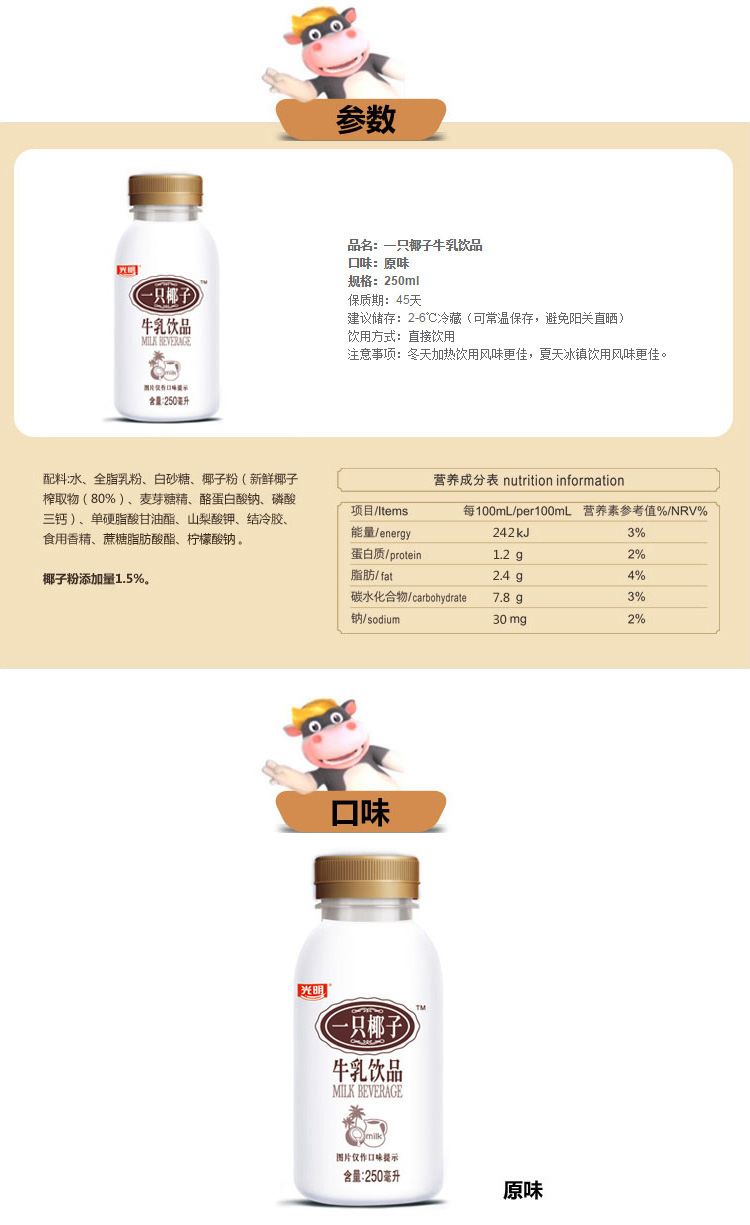 参数
品名：一只椰子牛乳饮品
口味：原味
规格：250ml
保质期：45天
建议储存：2-6℃冷藏（可常温保存，避免阳关直晒）
饮用方式：直接饮用
注意事项：冬天加热饮用风味更佳，夏天冰镇饮用风味更佳。
光明
一只椰子
TM
牛乳饮品
MILK BEVERAGE
milk
图片仅作口味提示
含量:250毫升
配料:水、全脂乳粉、白砂糖、椰子粉（新鲜椰子
榨取物（80%）、麦芽糖精、酪蛋白酸钠、磷酸
三钙）、单硬脂酸甘油酯、山梨酸钾、结冷胶、
食用香精、蔗糖脂肪酸酯、柠檬酸钠 。
椰子粉添加量1.5%。
营养成分表 nutrition information
项目/Items 每100mL/per100mL 营养素参考值%/NRV%
能量/energy 242kJ 3%
蛋白质/protein 1.2 g 2%
脂肪/fat 2.4 g 4%
碳水化合物/carbohydrate 7.8 g 3%
钠/sodium 30 mg 2%
口味
光明
一只椰子
TM
牛乳饮品
MILK BEVERAGE
milk
图片仅作口味提示
含量:250毫升
原味